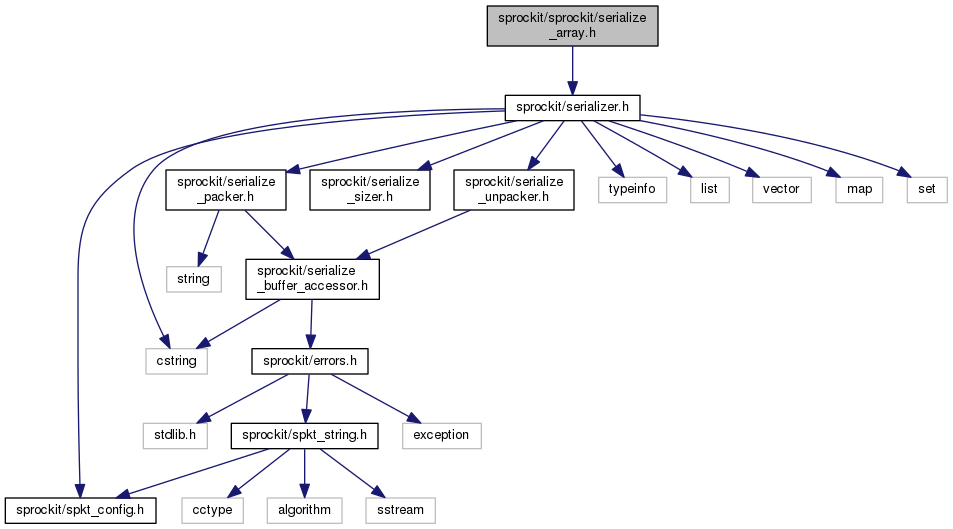 sprockit/sprockit/serialize
_array.h
sprockit/serializer.h
sprockit/serialize
_packer.h
sprockit/serialize
_sizer.h
sprockit/serialize
_unpacker.h
typeinfo
list
vector
map
set
string
sprockit/serialize
_buffer_accessor.h
cstring
sprockit/errors.h
stdlib.h
sprockit/spkt_string.h
exception
sprockit/spkt_config.h
cctype
algorithm
sstream